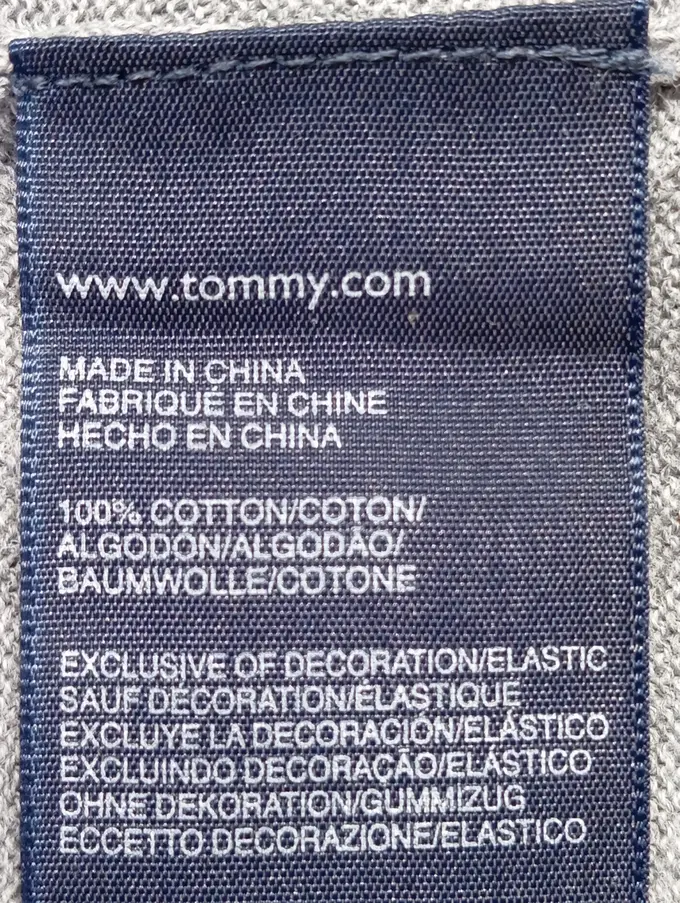 www.tommy.com
MADE IN CHINA
FABRIQUÉ EN CHINE
HECHO EN CHINA
100% COTTON/COTON/
ALGODÓN/ALGODÃO/
BAUMWOLLE/COTONE
EXCLUSIVE OF DECORATION/ELASTIC
SAUF DÉCORATION/ÉLASTIQUE
EXCLUYE LA DECORACIÓN/ELÁSTICO
EXCLUINDO DECORAÇÃO/ELÁSTICO
OHNE DEKORATION/GUMMIZUG
ECCETTO DECORAZIONE/ELASTICO